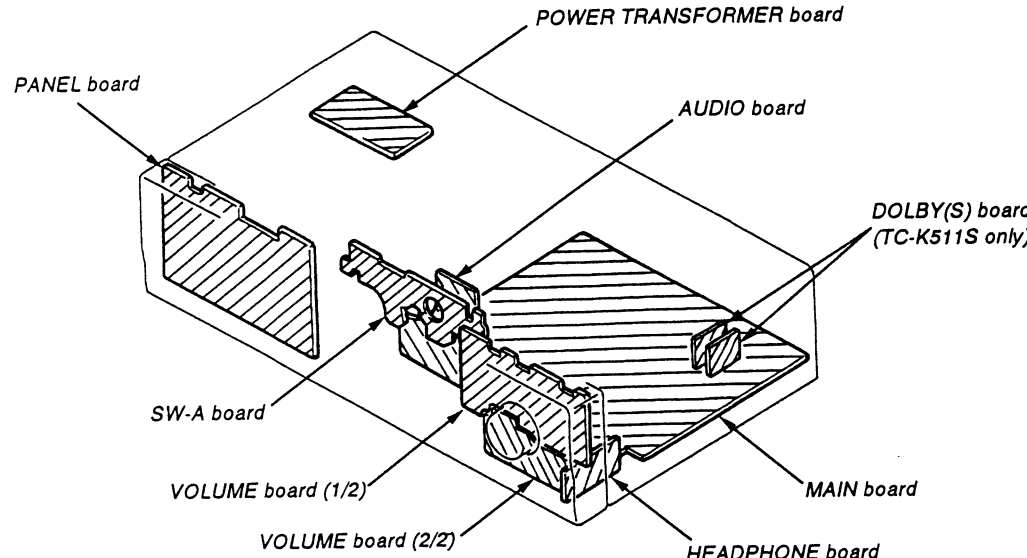 POWER TRANSFORMER board
PANEL board
AUDIO board
DOLBY(S) board
(TC-K511S only)
SW-A board
VOLUME board (1/2)
MAIN board
VOLUME board (2/2)
HEADPHONE board